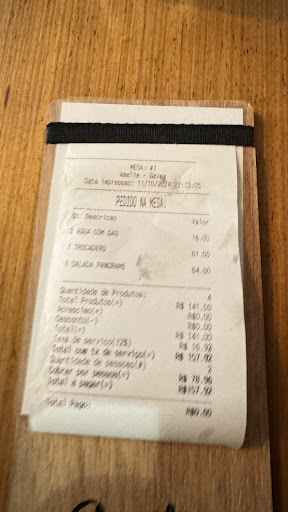 MESA: #1
Amelie - Gavea
Data impressao: 11/10/2024 22:13:05
PEDIDO NA MESA.
Qt. Descricao Valor
2 AGUA COM GAS 16.00
1 TROCADERO 61.00
1 SALADA PANORAME 64.00
Quantidade de Produtos: 4
Total Produtos(=) R$ 141.00
Acrescimo(+) R$0.00
Desconto(-) R$0.00
Total(=) R$ 141.00
Taxa de servico(12%) R$ 16.92
Total com tx de servico(=) R$ 157.92
Quantidade de pessoas(#) 2
Cobrar por pessoa(=) R$ 78.96
Total a pagar(=) R$157.92
Total Pago: R$0.00